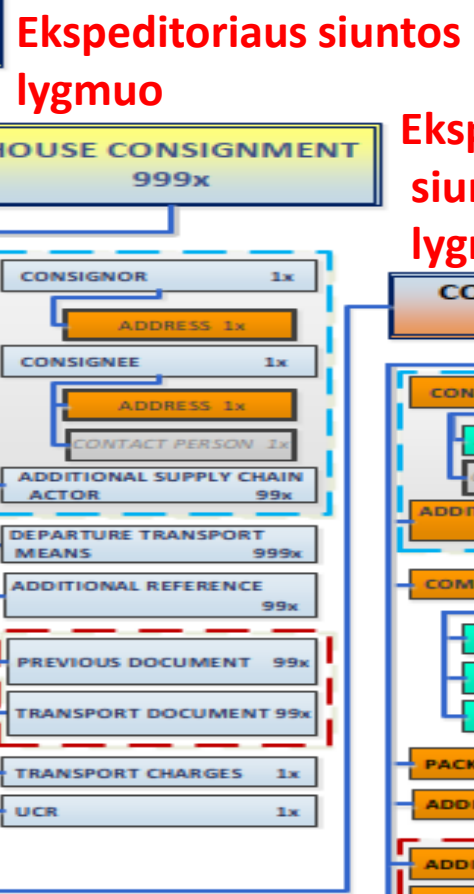 Ekspeditoriaus siuntos
lygmuo
HOUSE CONSIGNMENT
999x
CONSIGNOR 1x
ADDRESS 1x
CONSIGNEE 1x
ADDRESS 1x
CONTACT PERSON 1x
ADDITIONAL SUPPLY CHAIN
ACTOR 99x
DEPARTURE TRANSPORT
MEANS 999x
ADDITIONAL REFERENCE
99x
PREVIOUS DOCUMENT 99x
TRANSPORT DOCUMENT 99x
TRANSPORT CHARGES 1x
UCR 1x